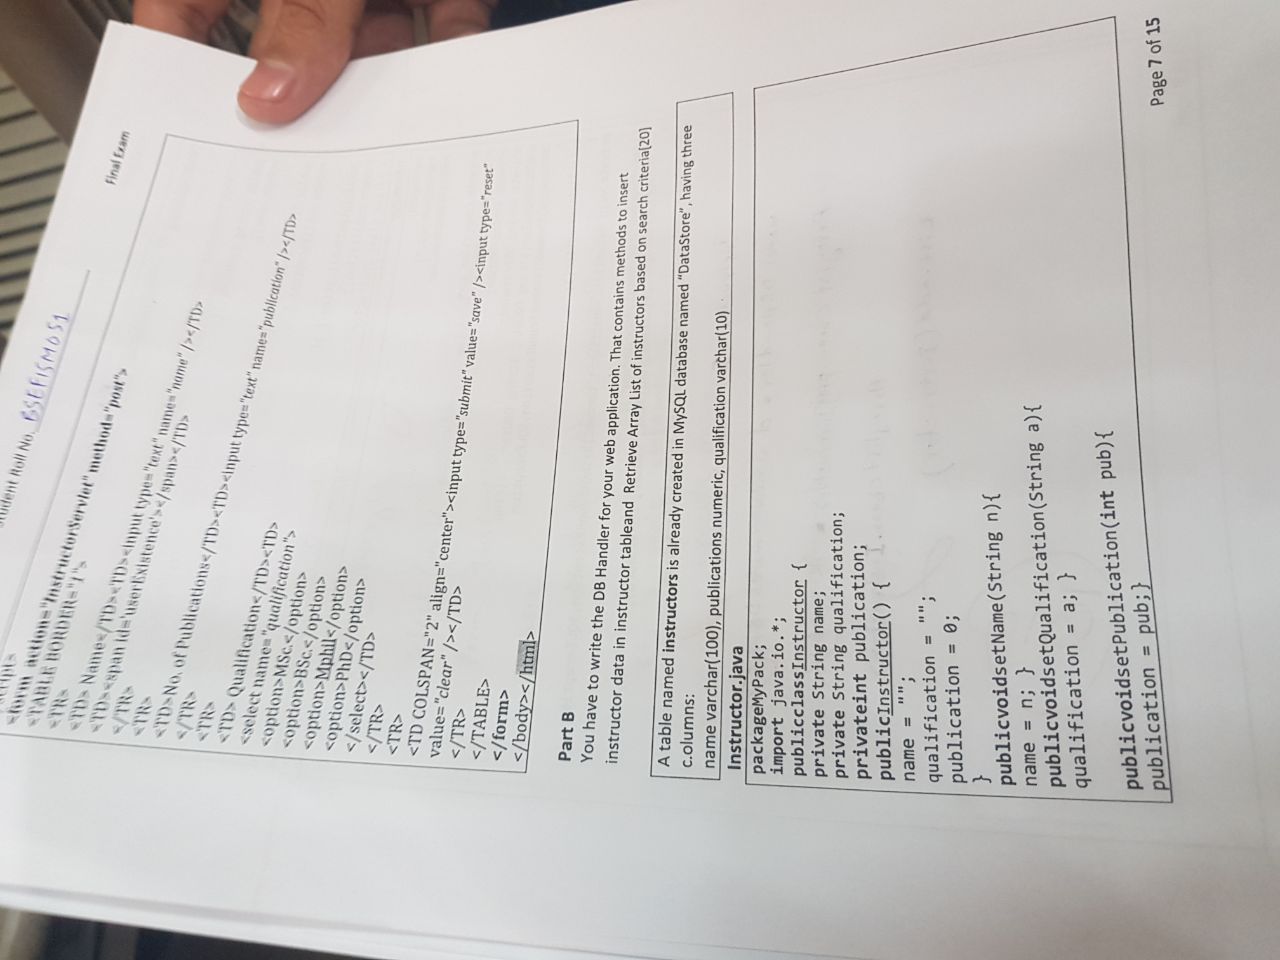 Student Roll No. BSEF15M051
Final Exam
<form action="InstructorServlet" method="post">
<TABLE BORDER="1">
<TR>
<TD> Name</TD><TD><input type="text" name="name" /></TD>
<TD><span id='userExistence'></span></TD>
</TR>
<TR>
<TD>No. of Publications</TD><TD><input type="text" name="publication" /></TD>
</TR>
<TR>
<TD> Qualification</TD><TD>
<select name="qualification">
<option>MSc.</option>
<option>BSc.</option>
<option>Mphil</option>
<option>PhD</option>
</select></TD>
</TR>
<TR>
<TD COLSPAN="2" align="center"><input type="submit" value="save" /><input type="reset"
value="clear" /></TD>
</TR>
</TABLE>
</form>
</body></html>
Part B
You have to write the DB Handler for your web application. That contains methods to insert
instructor data in instructor tableand Retrieve Array List of instructors based on search criteria[20]
A table named instructors is already created in MySQL database named "DataStore", having three
c.olumns:
name varchar(100), publications numeric, qualification varchar(10)
Instructor.java
packageMyPack;
import java.io.*;
publicclassInstructor {
private String name;
private String qualification;
privateint publication;
publicInstructor() {
name = "";
qualification = "";
publication = 0;
}
publicvoidsetName(String n){
name = n; }
publicvoidsetQualification(String a){
qualification = a; }
publicvoidsetPublication(int pub){
publication = pub;}
Page 7 of 15